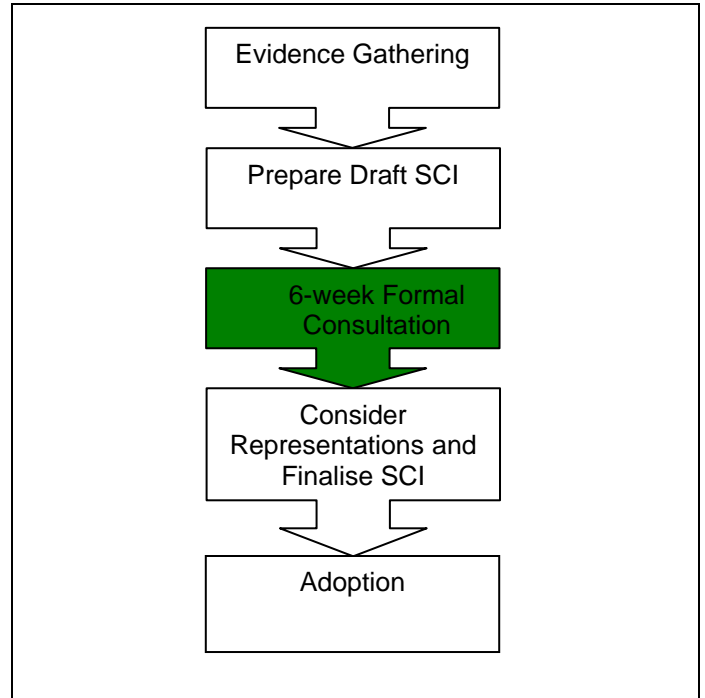 Evidence Gathering
Prepare Draft SCI
6-week Formal
Consultation
Consider
Representations and
Finalise SCI
Adoption